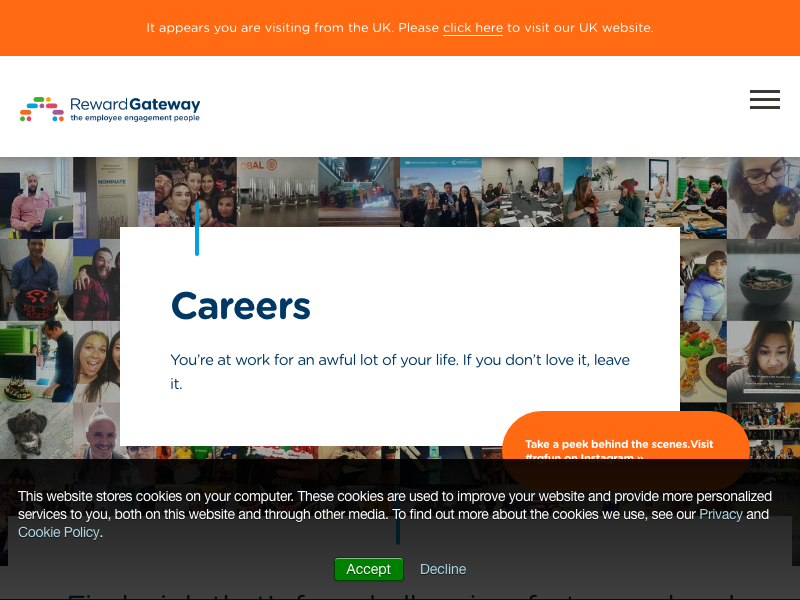 It appears you are visiting from the UK. Please click here to visit our UK website.
RewardGateway
the employee engagement people
NOMINATE
Careers
You're at work for an awful lot of your life. If you don't love it, leave
it.
Take a peek behind the scenes.Visit
#rgfun on Instagram »
This website stores cookies on your computer. These cookies are used to improve your website and provide more personalized
services to you, both on this website and through other media. To find out more about the cookies we use, see our Privacy and
Cookie Policy.
Accept Decline